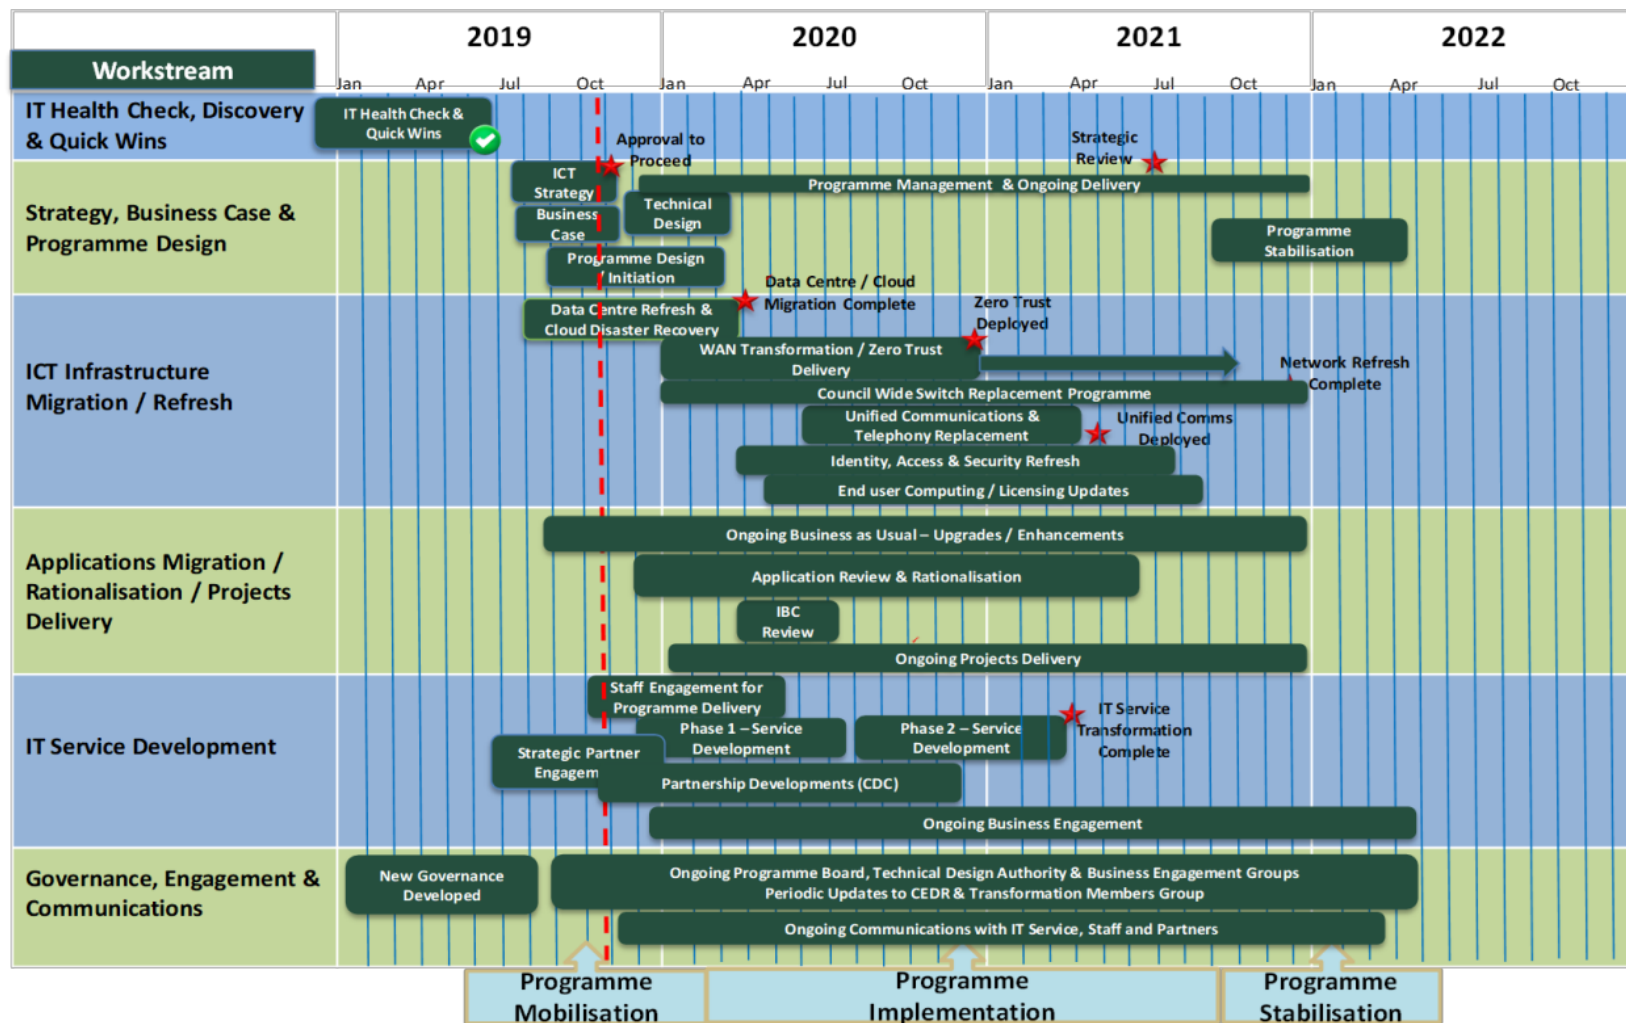 2019
2020
2021
2022
Workstream
Jan
Apr
Jul
Oct
Jan
Apr
Jul
Oct
Jan
Apr
Jul
Oct
Jan
Apr
Jul
Oct
IT Health Check, Discovery
& Quick Wins
IT Health Check &
Quick Wins
Approval to
Proceed
Strategic
Review
Strategy, Business Case &
Programme Design
ICT
Strategy
Programme Management & Ongoing Delivery
Business
Case
Technical
Design
Programme
Stabilisation
Programme Design
/ Initiation
ICT Infrastructure
Migration / Refresh
Data Centre / Cloud
Migration Complete
Data Centre Refresh &
Cloud Disaster Recovery
Zero Trust
Deployed
WAN Transformation / Zero Trust
Delivery
Network Refresh
Complete
Council Wide Switch Replacement Programme
Unified Communications &
Telephony Replacement
Unified Comms
Deployed
Identity, Access & Security Refresh
End user Computing / Licensing Updates
Applications Migration /
Rationalisation / Projects
Delivery
Ongoing Business as Usual – Upgrades / Enhancements
Application Review & Rationalisation
IBC
Review
Ongoing Projects Delivery
IT Service Development
Staff Engagement for
Programme Delivery
Phase 1 – Service
Development
Phase 2 – Service
Development
IT Service
Transformation
Complete
Strategic Partner
Engagem
Partnership Developments (CDC)
Ongoing Business Engagement
Governance, Engagement &
Communications
New Governance
Developed
Ongoing Programme Board, Technical Design Authority & Business Engagement Groups
Periodic Updates to CEDR & Transformation Members Group
Ongoing Communications with IT Service, Staff and Partners
Programme
Mobilisation
Programme
Implementation
Programme
Stabilisation